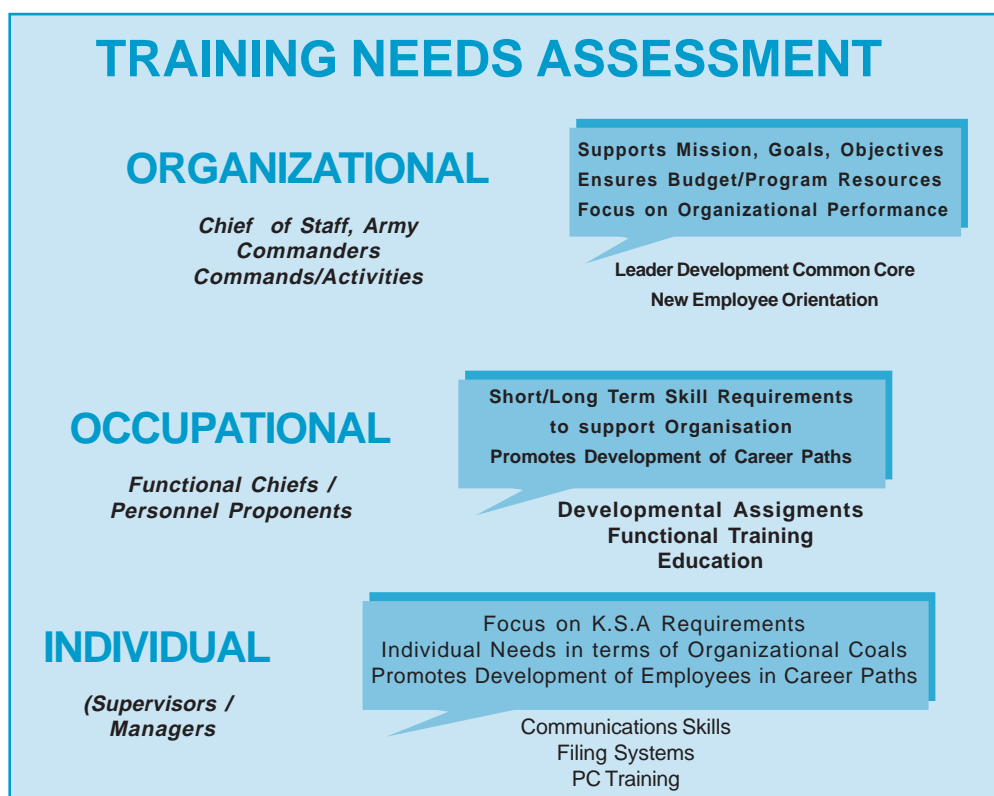 TRAINING NEEDS ASSESSMENT
ORGANIZATIONAL
Chief of Staff, Army
Commanders
Commands/Activities
Supports Mission, Goals, Objectives
Ensures Budget/Program Resources
Focus on Organizational Performance
Leader Development Common Core
New Employee Orientation
OCCUPATIONAL
Functional Chiefs /
Personnel Proponents
Short/Long Term Skill Requirements
to support Organisation
Promotes Development of Career Paths
Developmental Assigments
Functional Training
Education
INDIVIDUAL
(Supervisors /
Managers
Focus on K.S.A Requirements
Individual Needs in terms of Organizational Coals
Promotes Development of Employees in Career Paths
Communications Skills
Filing Systems
PC Training